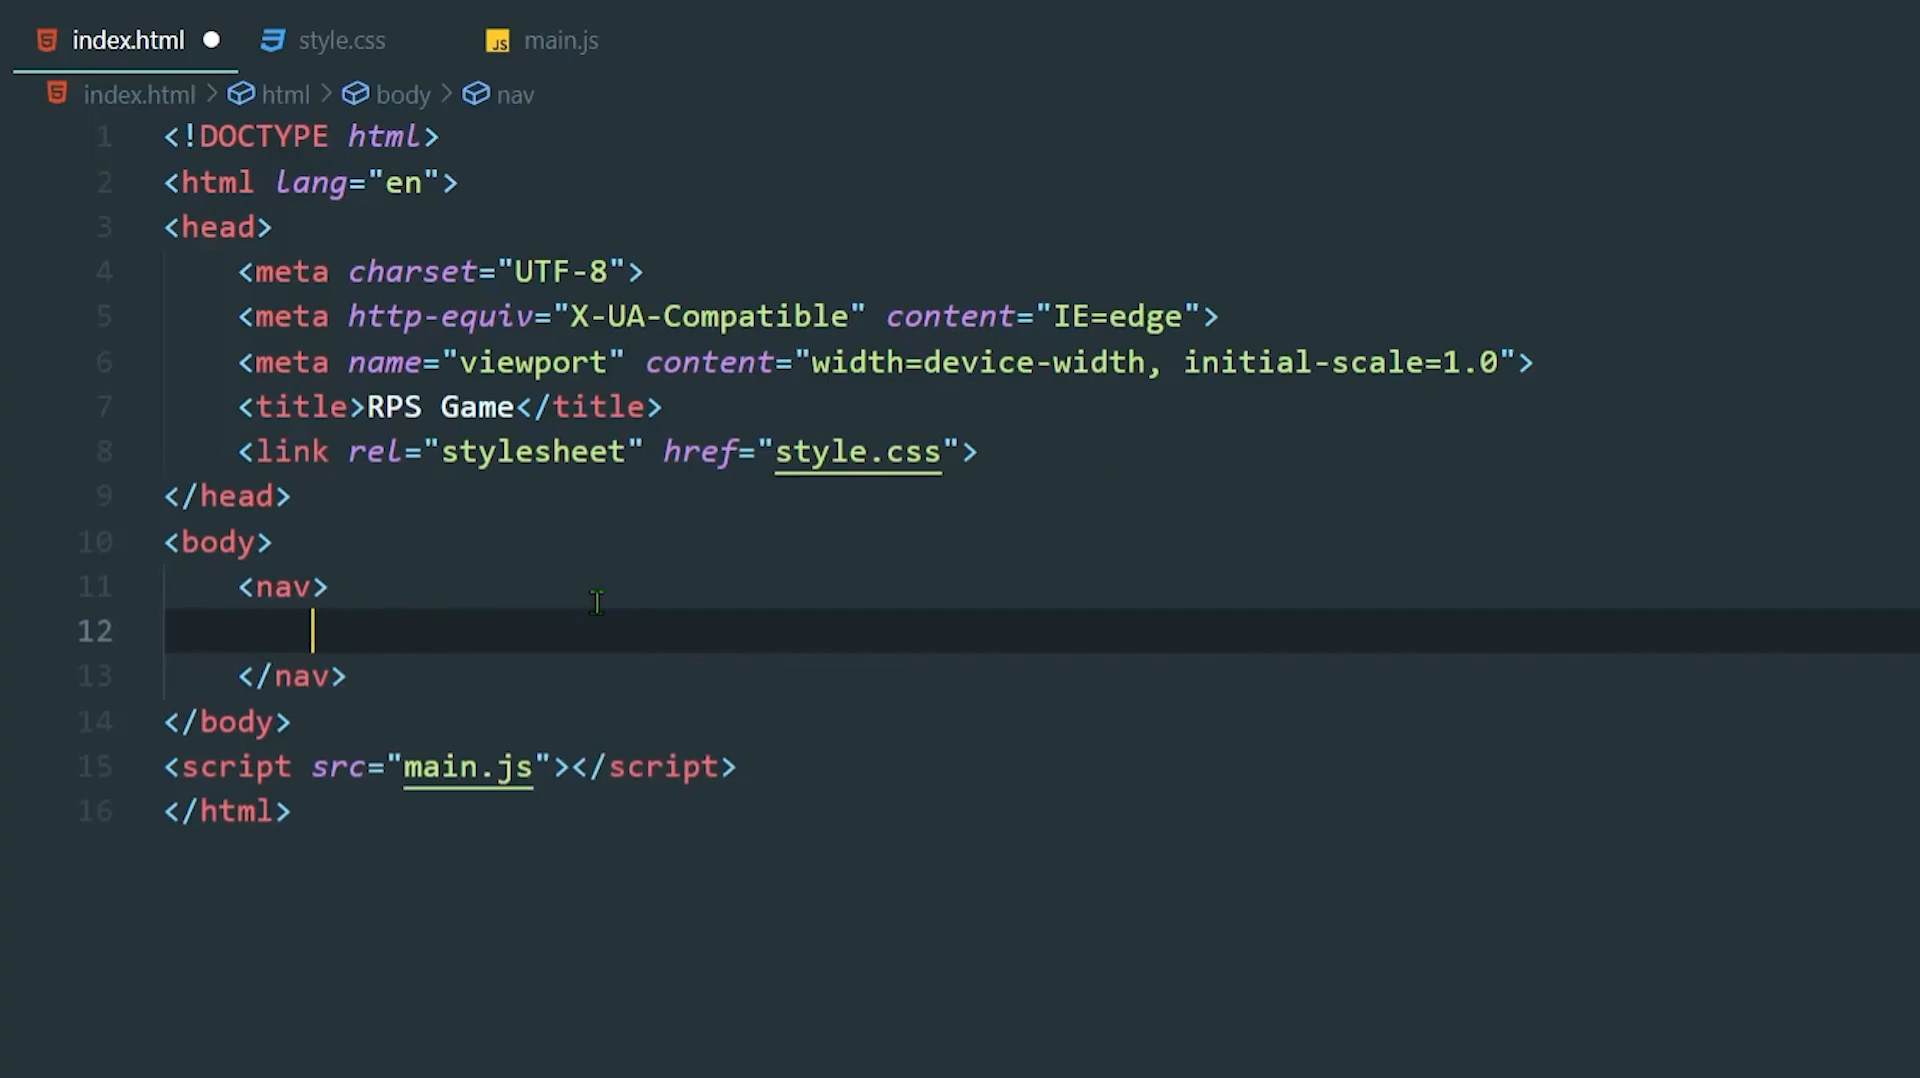 index.html style.css JS main.js
index.html > html > body > nav
1 <!DOCTYPE html>
2 <html lang="en">
3 <head>
4     <meta charset="UTF-8">
5     <meta http-equiv="X-UA-Compatible" content="IE=edge">
6     <meta name="viewport" content="width=device-width, initial-scale=1.0">
7     <title>RPS Game</title>
8     <link rel="stylesheet" href="style.css">
9 </head>
10 <body>
11     <nav>
12
13     </nav>
14 </body>
15 <script src="main.js"></script>
16 </html>